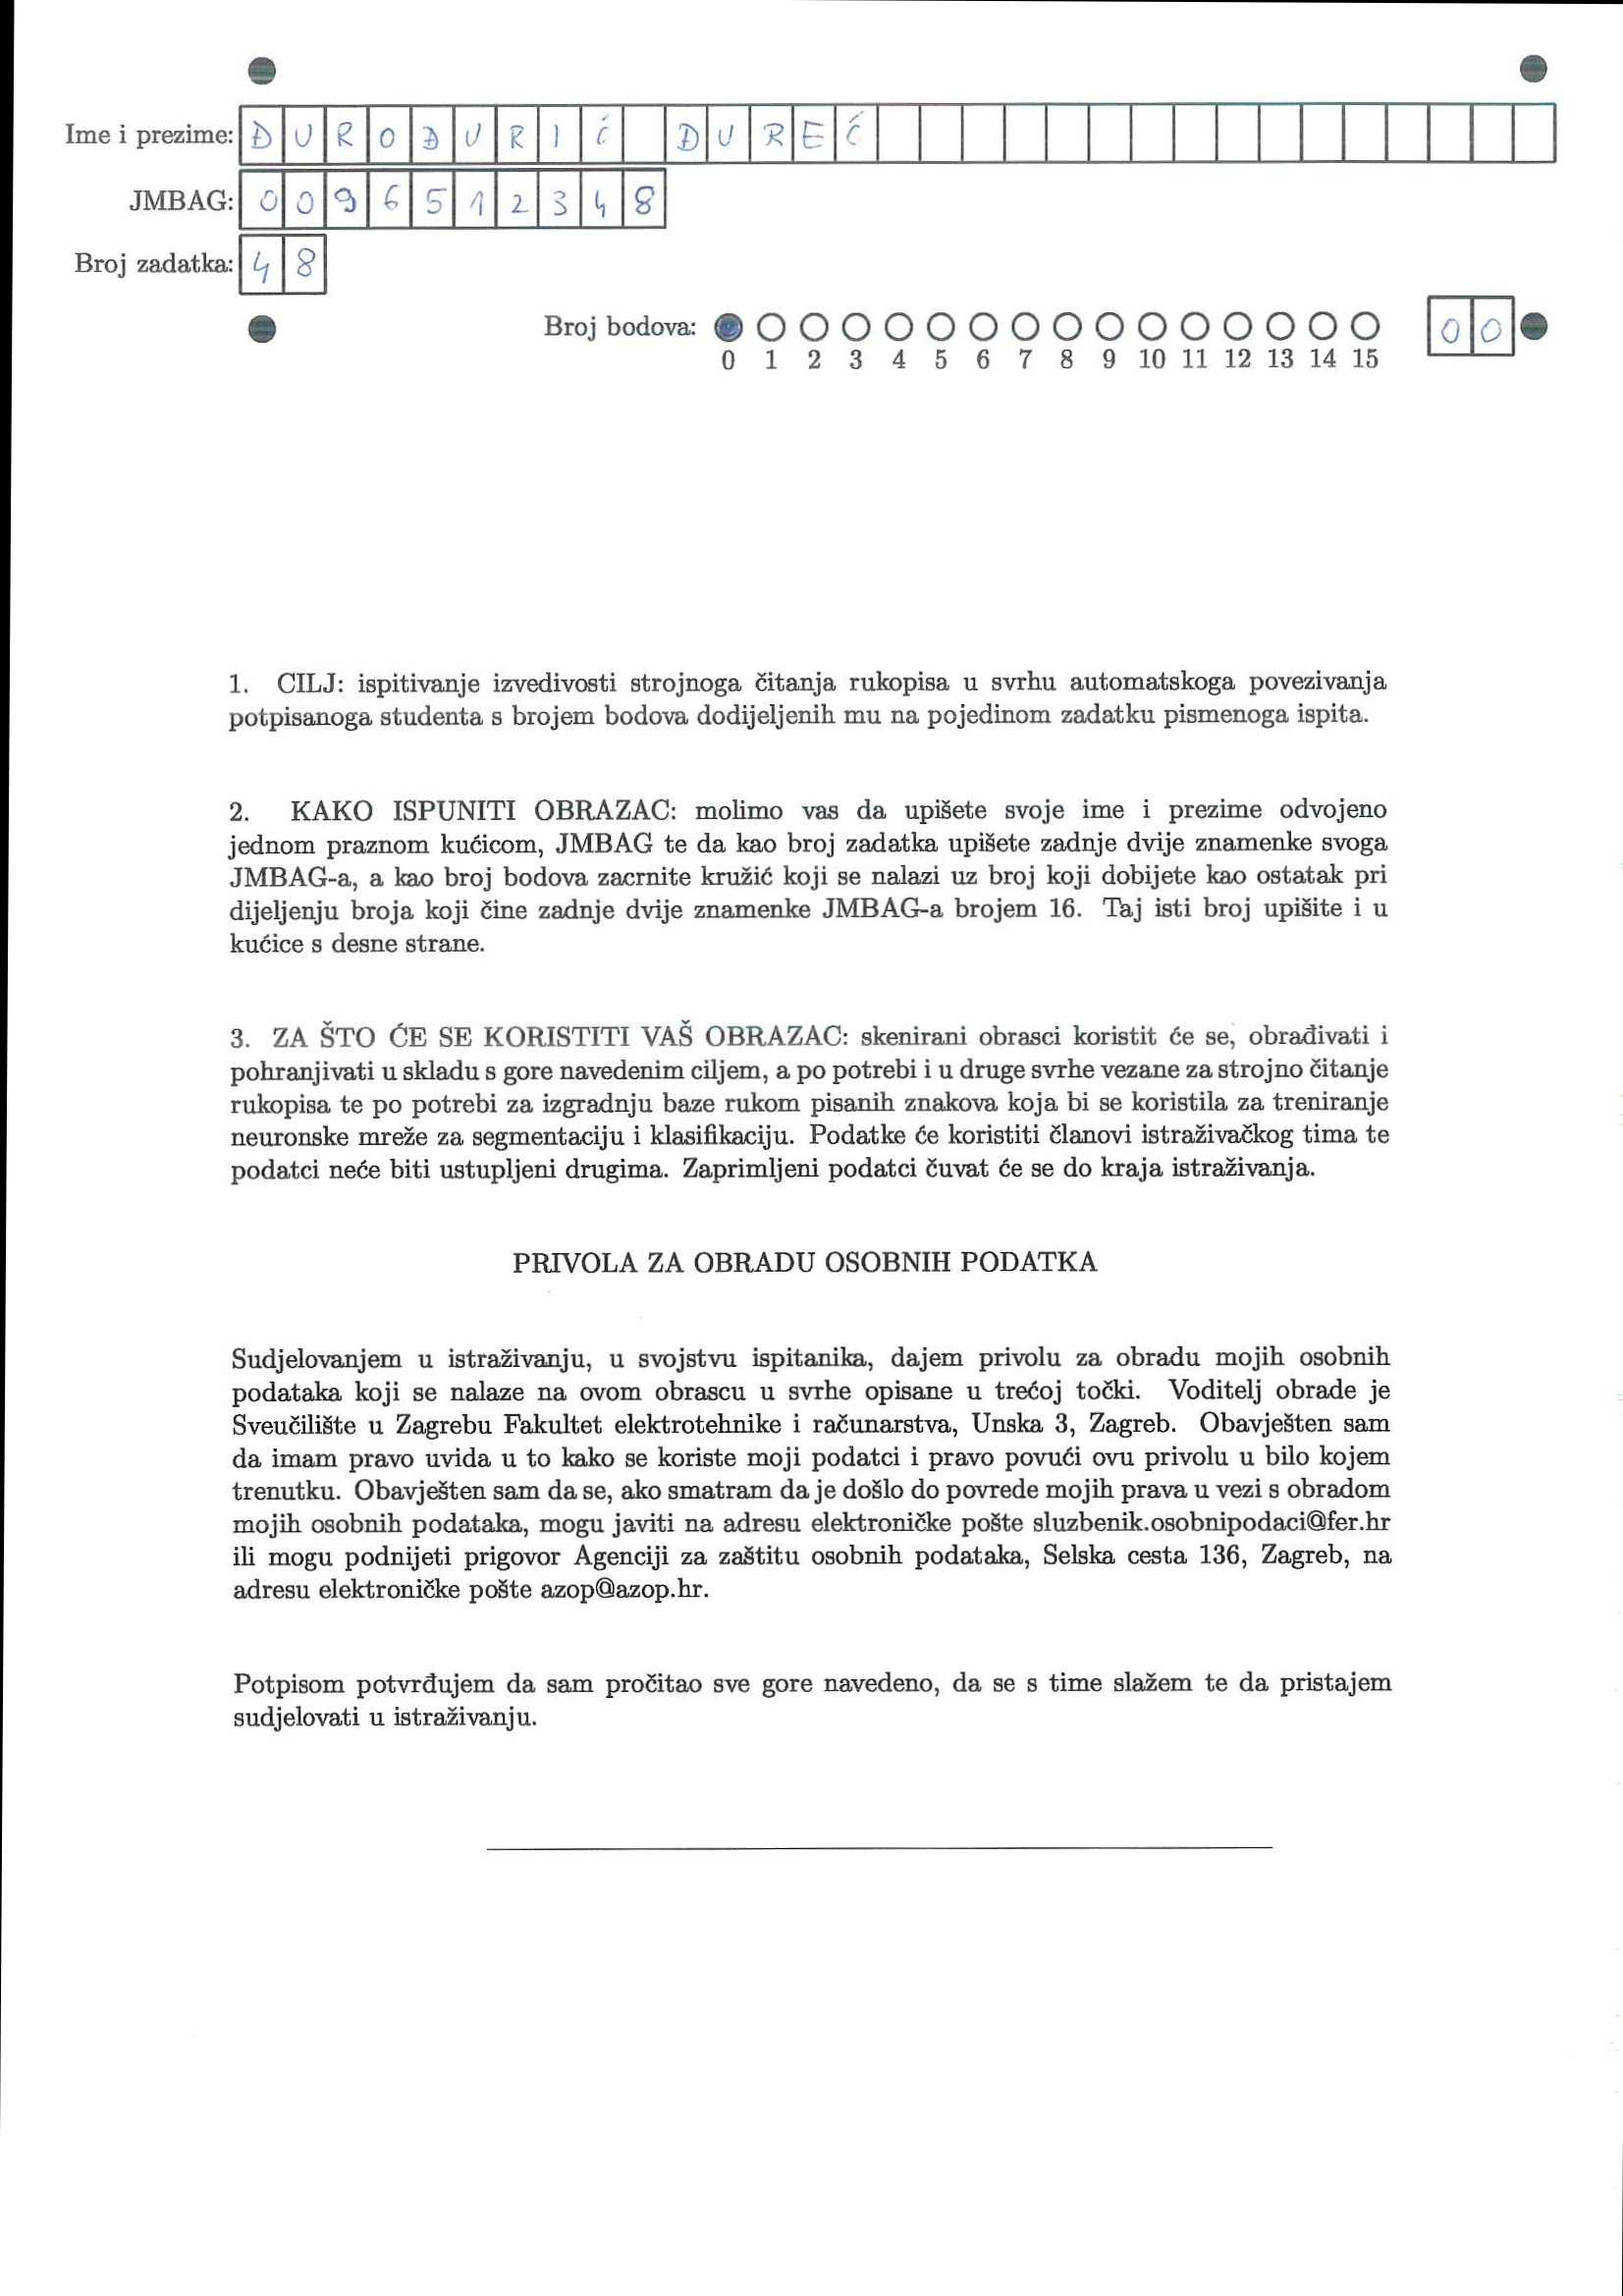 Ime i prezime: ĐUROĐURIĆ ĐUREĆ
JMBAG: 0096512348
Broj zadatka: 48
Broj bodova: 00
0 1 2 3 4 5 6 7 8 9 10 11 12 13 14 15
1. CILJ: ispitivanje izvedivosti strojnoga čitanja rukopisa u svrhu automatskoga povezivanja
potpisanoga studenta s brojem bodova dodijeljenih mu na pojedinom zadatku pismenoga ispita.
2. KAKO ISPUNITI OBRAZAC: molimo vas da upišete svoje ime i prezime odvojeno
jednom praznom kućicom, JMBAG te da kao broj zadatka upišete zadnje dvije znamenke svoga
JMBAG-a, a kao broj bodova zacrnite kružić koji se nalazi uz broj koji dobijete kao ostatak pri
dijeljenju broja koji čine zadnje dvije znamenke JMBAG-a brojem 16. Taj isti broj upišite i u
kućice s desne strane.
3. ZA ŠTO ĆE SE KORISTITI VAŠ OBRAZAC: skenirani obrasci koristit će se, obrađivati i
pohranjivati u skladu s gore navedenim ciljem, a po potrebi i u druge svrhe vezane za strojno čitanje
rukopisa te po potrebi za izgradnju baze rukom pisanih znakova koja bi se koristila za treniranje
neuronske mreže za segmentaciju i klasifikaciju. Podatke će koristiti članovi istraživačkog tima te
podatci neće biti ustupljeni drugima. Zaprimljeni podatci čuvat će se do kraja istraživanja.
PRIVOLA ZA OBRADU OSOBNIH PODATKA
Sudjelovanjem u istraživanju, u svojstvu ispitanika, dajem privolu za obradu mojih osobnih
podataka koji se nalaze na ovom obrascu u svrhe opisane u trećoj točki. Voditelj obrade je
Sveučilište u Zagrebu Fakultet elektrotehnike i računarstva, Unska 3, Zagreb. Obavješten sam
da imam pravo uvida u to kako se koriste moji podatci i pravo povući ovu privolu u bilo kojem
trenutku. Obavješten sam da se, ako smatram da je došlo do povrede mojih prava u vezi s obradom
mojih osobnih podataka, mogu javiti na adresu elektroničke pošte sluzbenik.osobnipodaci@fer.hr
ili mogu podnijeti prigovor Agenciji za zaštitu osobnih podataka, Selska cesta 136, Zagreb, na
adresu elektroničke pošte azop@azop.hr.
Potpisom potvrđujem da sam pročitao sve gore navedeno, da se s time slažem te da pristajem
sudjelovati u istraživanju.